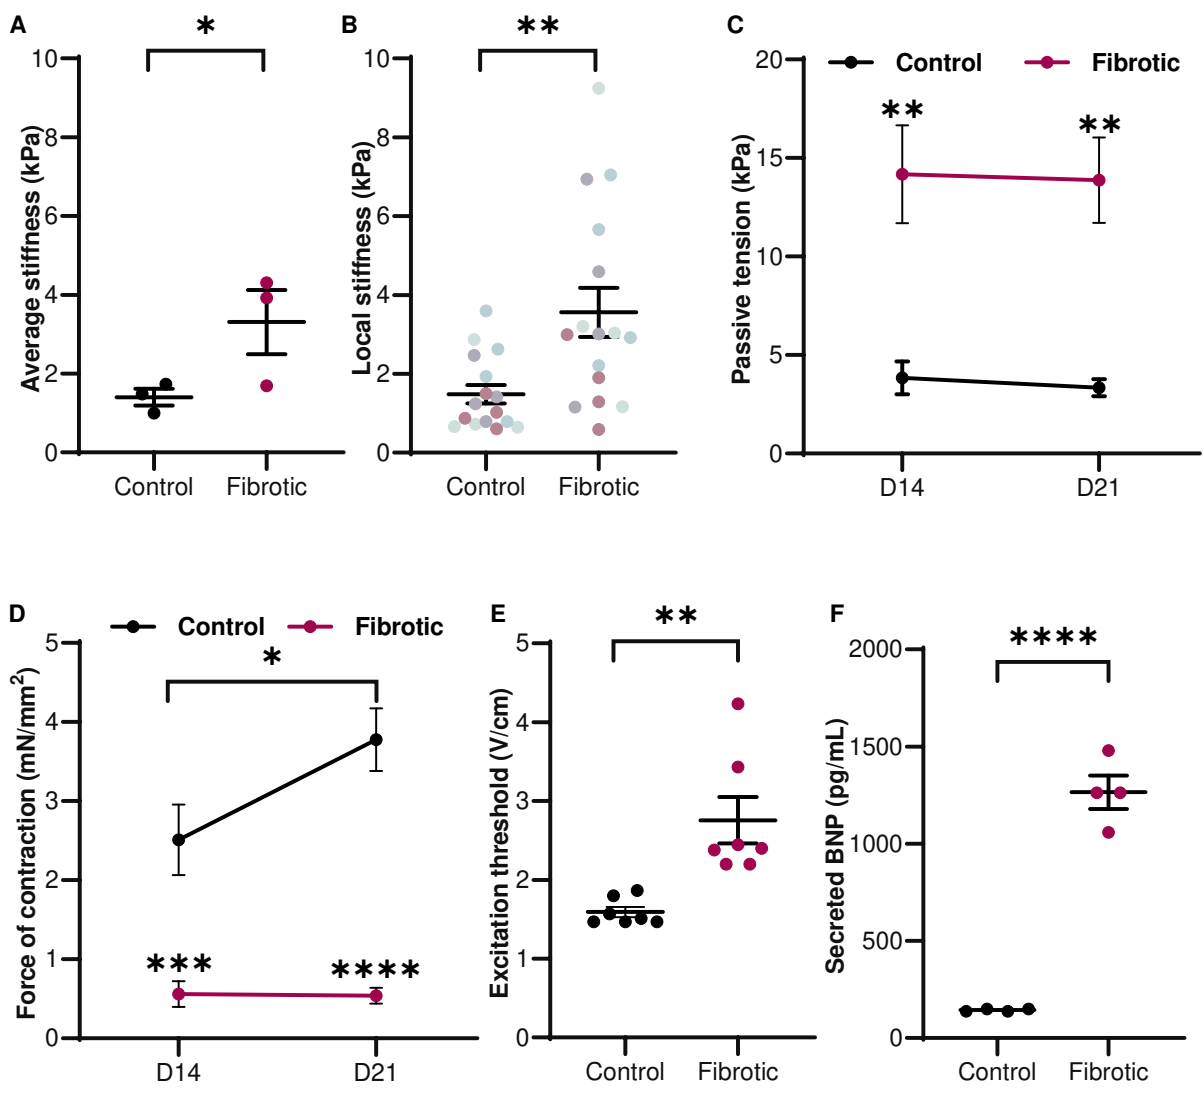 A
*
10
8
6
4
2
0
Average stiffness (kPa)
Control
Fibrotic
B
**
10
8
6
4
2
0
Local stiffness (kPa)
Control
Fibrotic
C
Control
Fibrotic
20
15
10
5
0
Passive tension (kPa)
**
**
D14
D21
D
Control
Fibrotic
5
4
3
2
1
0
Force of contraction (mN/mm²)
*
***
****
D14
D21
E
**
5
4
3
2
1
0
Excitation threshold (V/cm)
Control
Fibrotic
F
****
2000
1500
1000
500
0
Secreted BNP (pg/mL)
Control
Fibrotic